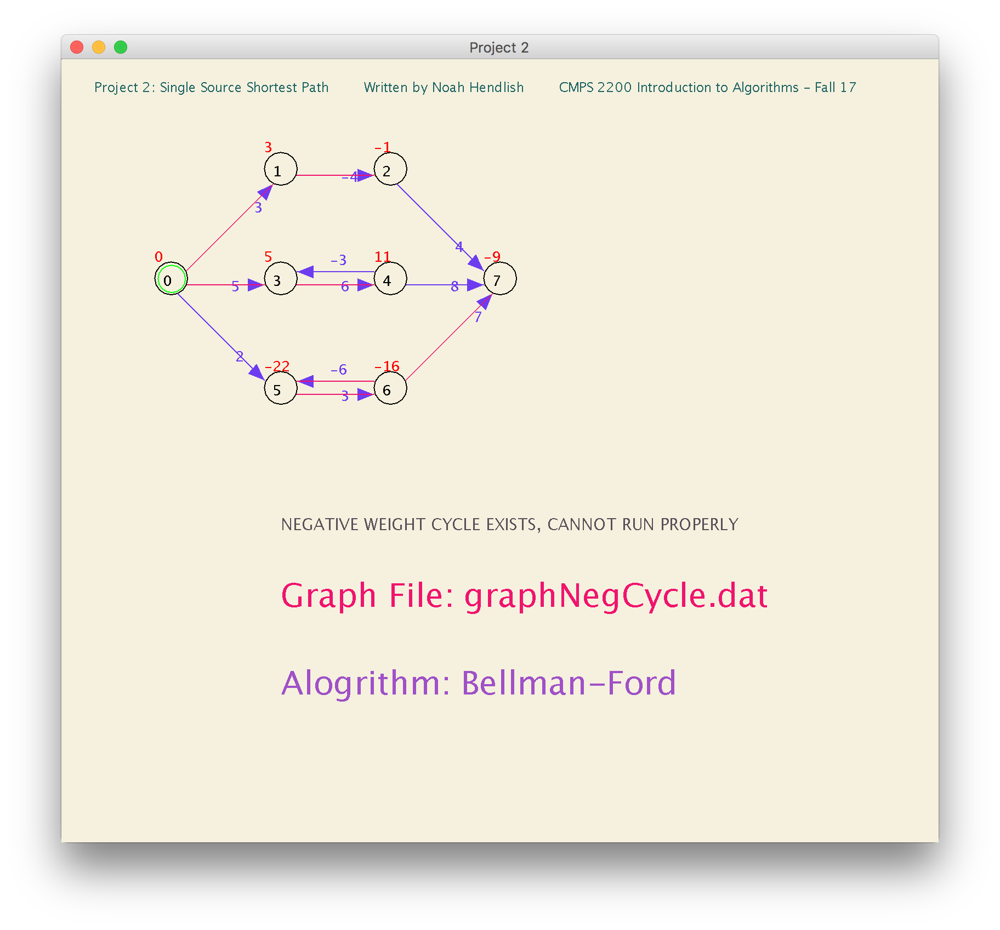 Project 2
Project 2: Single Source Shortest Path Written by Noah Hendlish CMPS 2200 Introduction to Algorithms - Fall 17
3 -1
1 2
-4
3
4
0 5 11 -9
-3
0 3 4 7
5 6 8
7
2
-22 -16
-6
5 6
3
NEGATIVE WEIGHT CYCLE EXISTS, CANNOT RUN PROPERLY
Graph File: graphNegCycle.dat
Alogrithm: Bellman-Ford